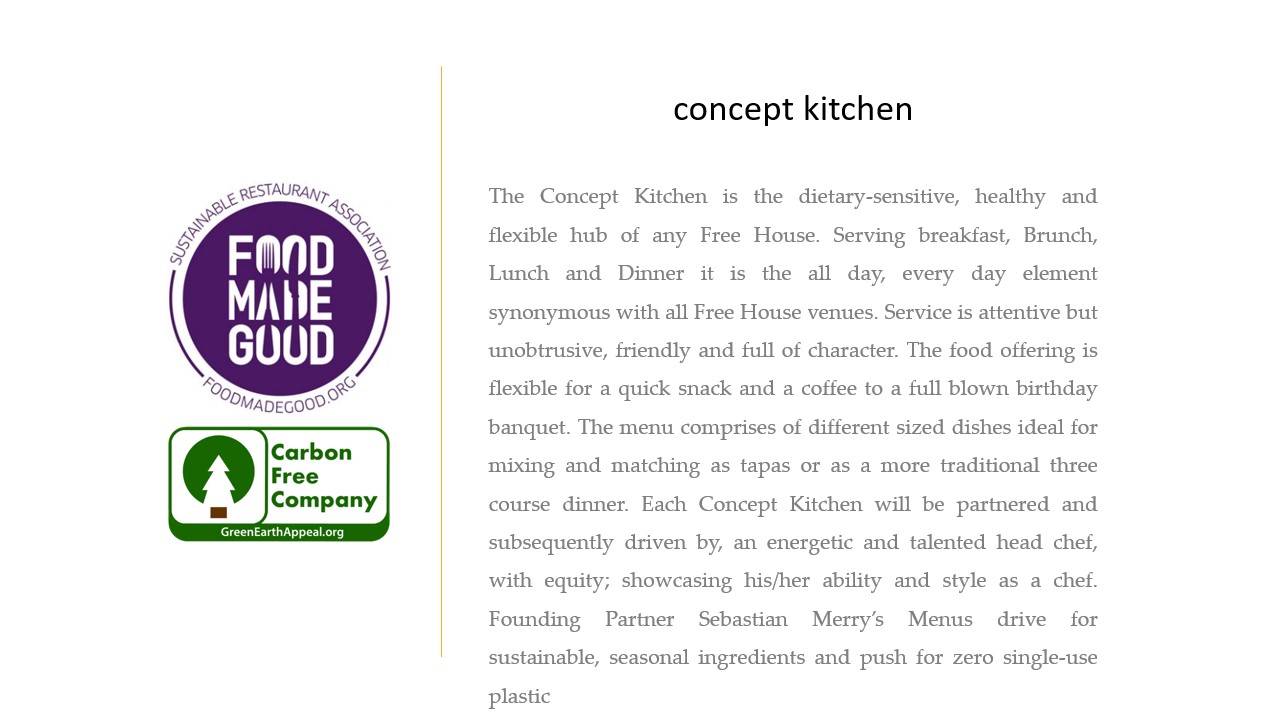 concept kitchen
SUSTAINABLE RESTAURANT ASSOCIATION
FOOD
MADE
GOOD
FOODMADEGOOD.ORG
Carbon
Free
Company
GreenEarthAppeal.org
The Concept Kitchen is the dietary-sensitive, healthy and
flexible hub of any Free House. Serving breakfast, Brunch,
Lunch and Dinner it is the all day, every day element
synonymous with all Free House venues. Service is attentive but
unobtrusive, friendly and full of character. The food offering is
flexible for a quick snack and a coffee to a full blown birthday
banquet. The menu comprises of different sized dishes ideal for
mixing and matching as tapas or as a more traditional three
course dinner. Each Concept Kitchen will be partnered and
subsequently driven by, an energetic and talented head chef,
with equity; showcasing his/her ability and style as a chef.
Founding Partner Sebastian Merry’s Menus drive for
sustainable, seasonal ingredients and push for zero single-use
plastic